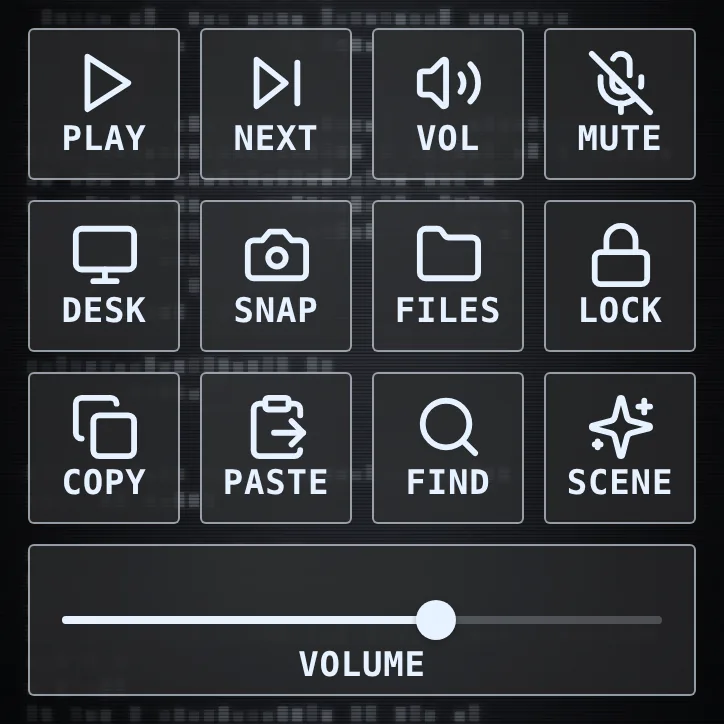 PLAY NEXT VOL MUTE
DESK SNAP FILES LOCK
COPY PASTE FIND SCENE
VOLUME